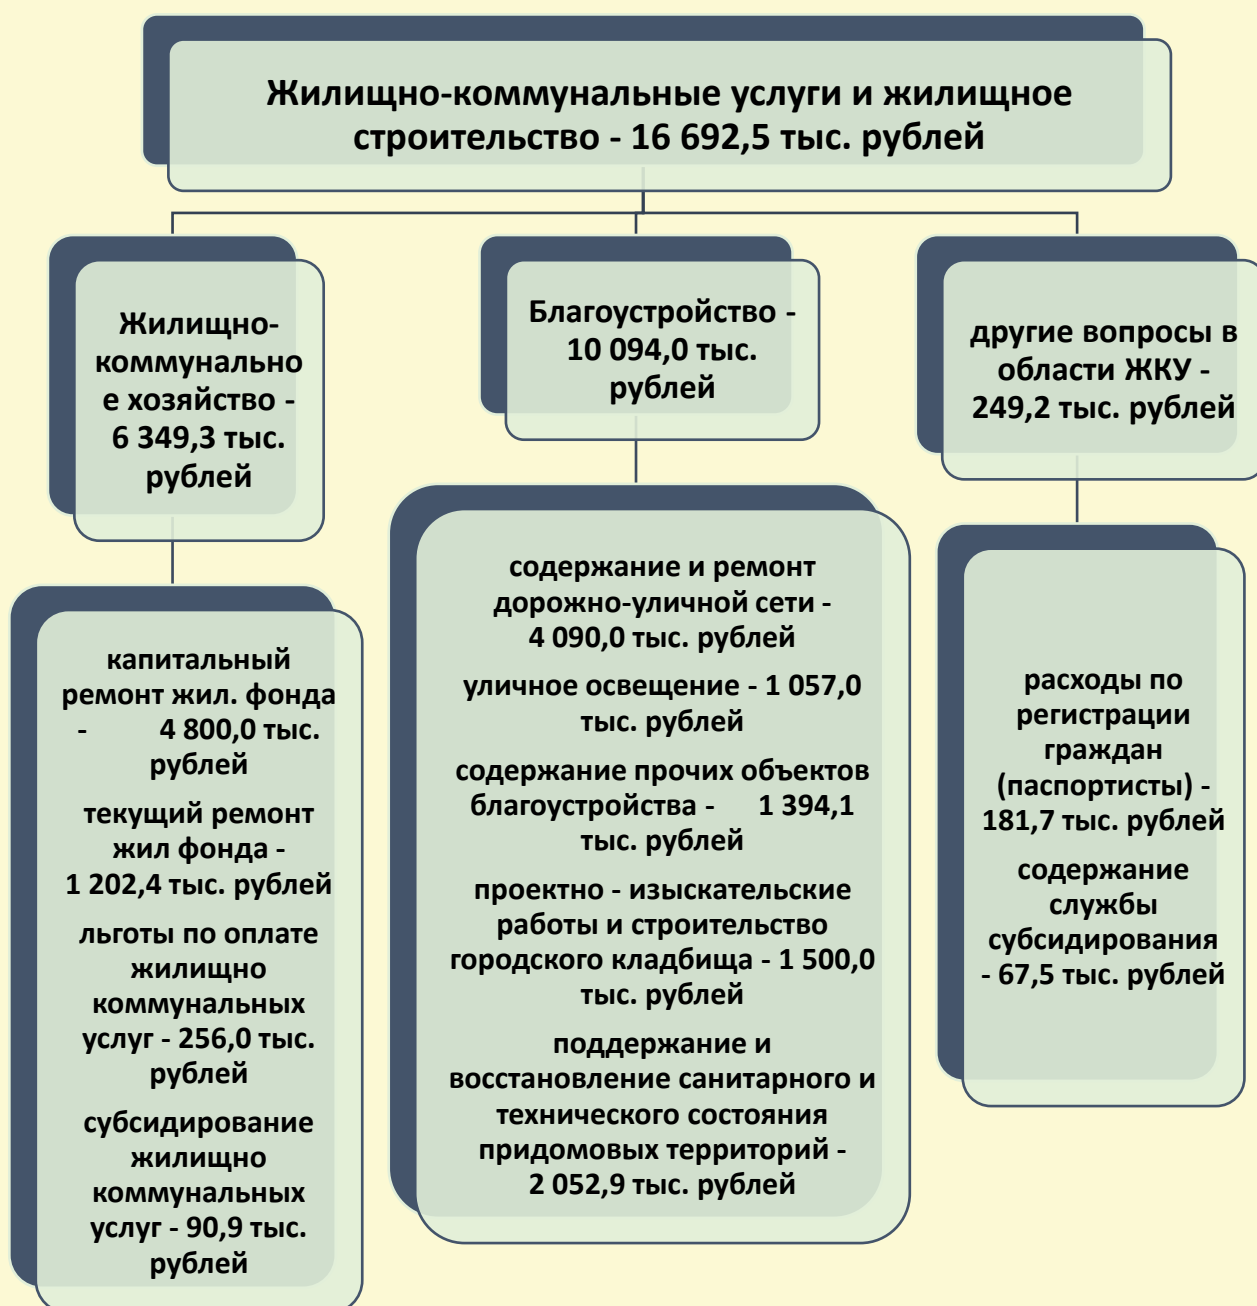 Жилищно-коммунальные услуги и жилищное
строительство - 16 692,5 тыс. рублей
Жилищно-
коммунально
е хозяйство -
6 349,3 тыс.
рублей
Благоустройство -
10 094,0 тыс.
рублей
другие вопросы в
области ЖКУ -
249,2 тыс. рублей
капитальный
ремонт жил. фонда
- 4 800,0 тыс.
рублей
текущий ремонт
жил фонда -
1 202,4 тыс. рублей
льготы по оплате
жилищно
коммунальных
услуг - 256,0 тыс.
рублей
субсидирование
жилищно
коммунальных
услуг - 90,9 тыс.
рублей
содержание и ремонт
дорожно-уличной сети -
4 090,0 тыс. рублей
уличное освещение - 1 057,0
тыс. рублей
содержание прочих объектов
благоустройства - 1 394,1
тыс. рублей
проектно - изыскательские
работы и строительство
городского кладбища - 1 500,0
тыс. рублей
поддержание и
восстановление санитарного и
технического состояния
придомовых территорий -
2 052,9 тыс. рублей
расходы по
регистрации
граждан
(паспортисты) -
181,7 тыс. рублей
содержание
службы
субсидирования
- 67,5 тыс. рублей